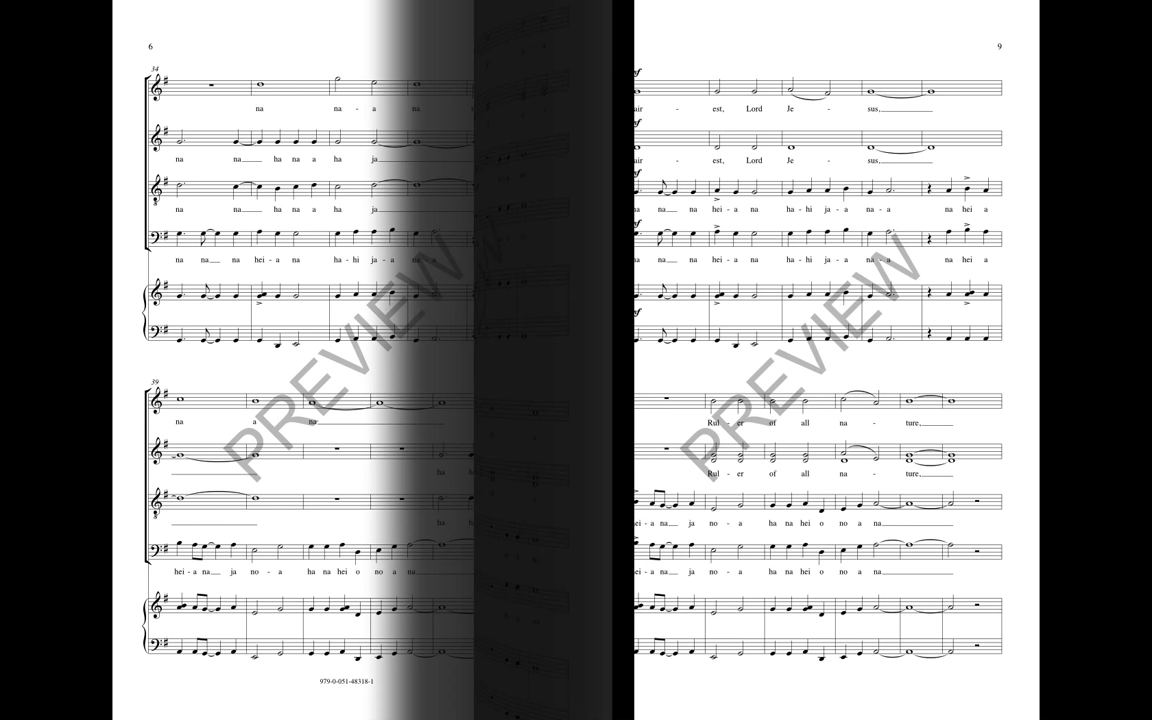 6
34
na na - a na
na na ha na a ha ja
na na ha na a ha ja
na na na hei - a na ha - hi ja - a na - a
39
na a na
ha
ha
hei - a na ja no - a ha na hei o no a na
979-0-051-48318-1
PREVIEW
9
mf
air - est, Lord Je - sus,
mf
air - est, Lord Je - sus,
mf
na na na hei - a na ha - hi ja - a na - a na hei a
mf
na na na hei - a na ha - hi ja - a na - a na hei a
mf
Rul - er of all na - ture,
Rul - er of all na - ture,
ei - a na ja no - a ha na hei o no a na
ei - a na ja no - a ha na hei o no a na
PREVIEW